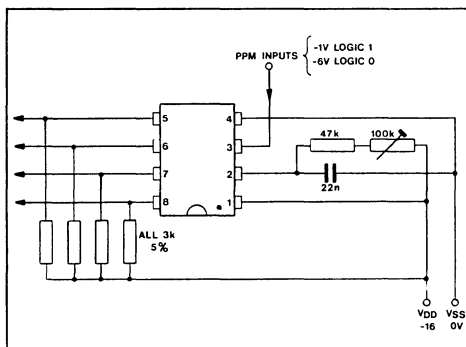 PPM INPUTS
-1V LOGIC 1
-6V LOGIC 0
5
4
6
3
7
2
8
1
47k
100k
22n
ALL 3k
5%
VDD
-16
VSS
0V